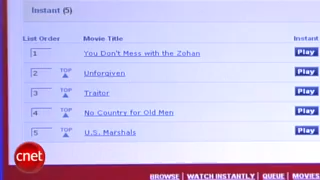 Instant (5)
List Order Movie Title Instant
1 You Don't Mess with the Zohan Play
2 TOP Unforgiven Play
3 TOP Traitor Play
4 TOP No Country for Old Men Play
5 TOP U.S. Marshals Play
cnet
BROWSE | WATCH INSTANTLY | QUEUE | MOVIES